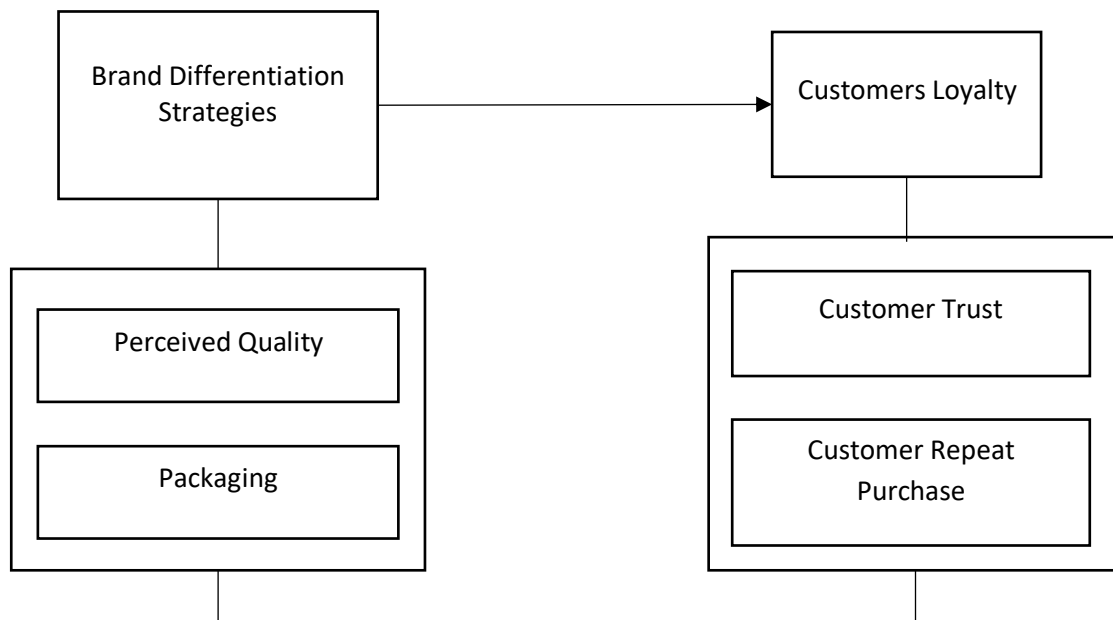 Brand Differentiation
Strategies
Customers Loyalty
Perceived Quality
Packaging
Customer Trust
Customer Repeat
Purchase